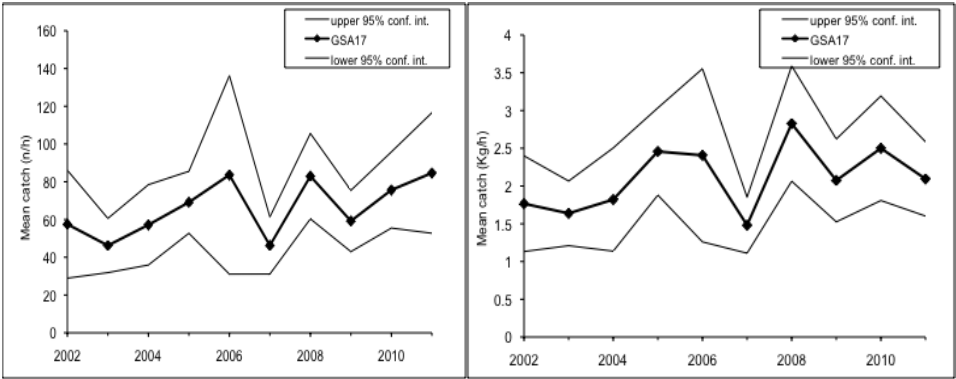 upper 95% conf. int.
GSA17
lower 95% conf. int.
Mean catch (n/h)
160
140
120
100
80
60
40
20
0
2002 2004 2006 2008 2010
upper 95% conf. int.
GSA17
lower 95% conf. int.
Mean catch (Kg/h)
4
3.5
3
2.5
2
1.5
1
0.5
0
2002 2004 2006 2008 2010